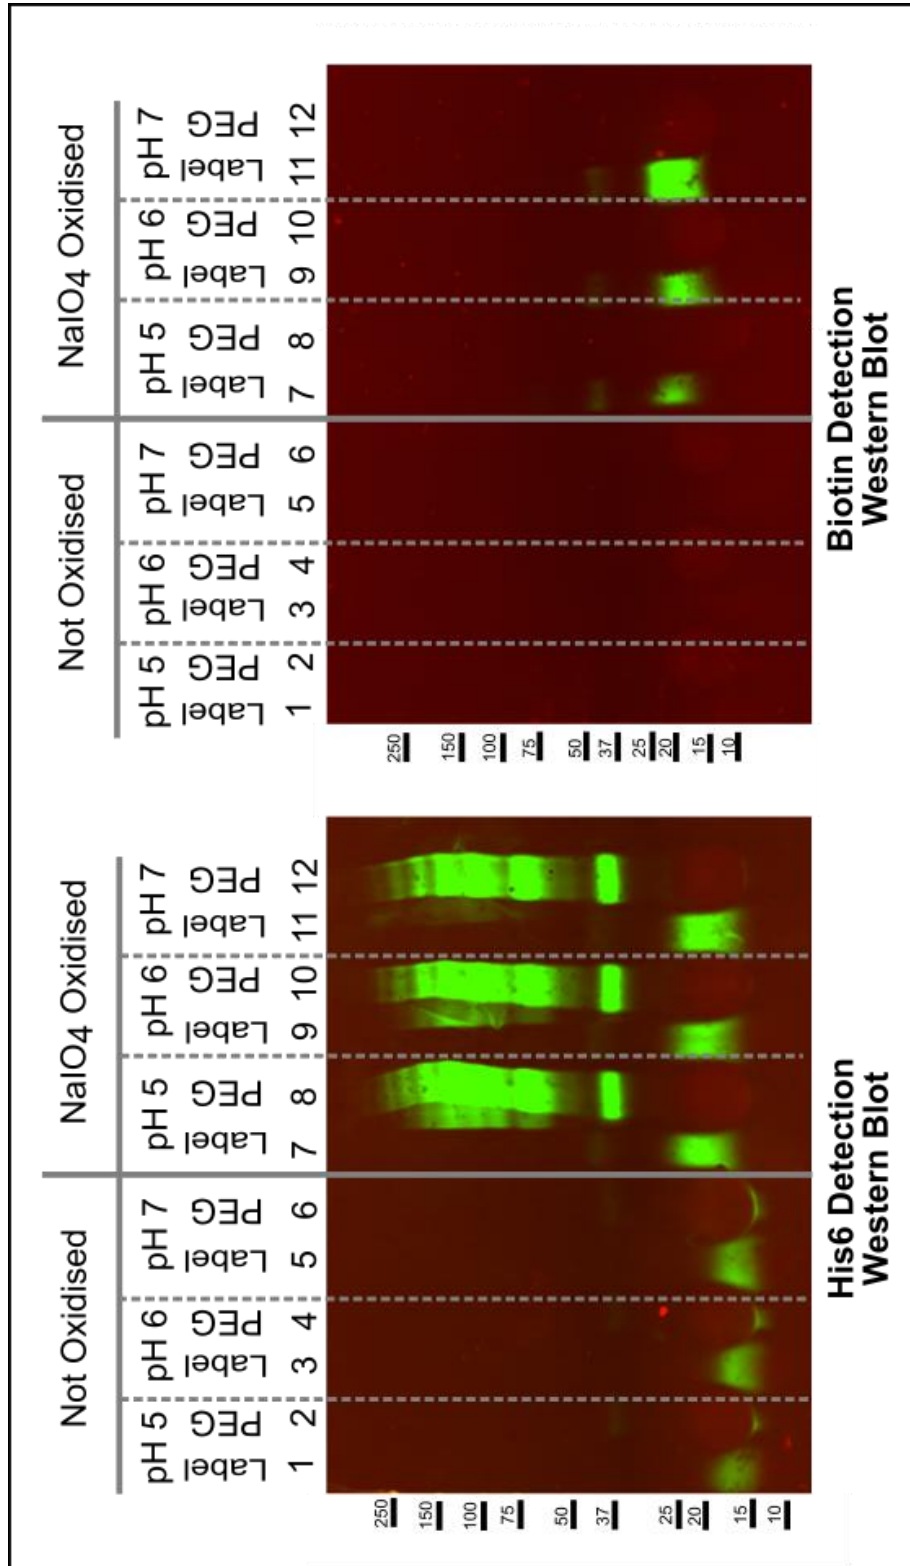 Not Oxidised NaIO4 Oxidised
pH 5 pH 6 pH 7 pH 5 pH 6 pH 7
Label PEG Label PEG Label PEG Label PEG Label PEG Label PEG
1 2 3 4 5 6 7 8 9 10 11 12
250
150
100
75
50
37
25
20
15
10
His6 Detection
Western Blot
Not Oxidised NaIO4 Oxidised
pH 5 pH 6 pH 7 pH 5 pH 6 pH 7
Label PEG Label PEG Label PEG Label PEG Label PEG Label PEG
1 2 3 4 5 6 7 8 9 10 11 12
250
150
100
75
50
37
25
20
15
10
Biotin Detection
Western Blot